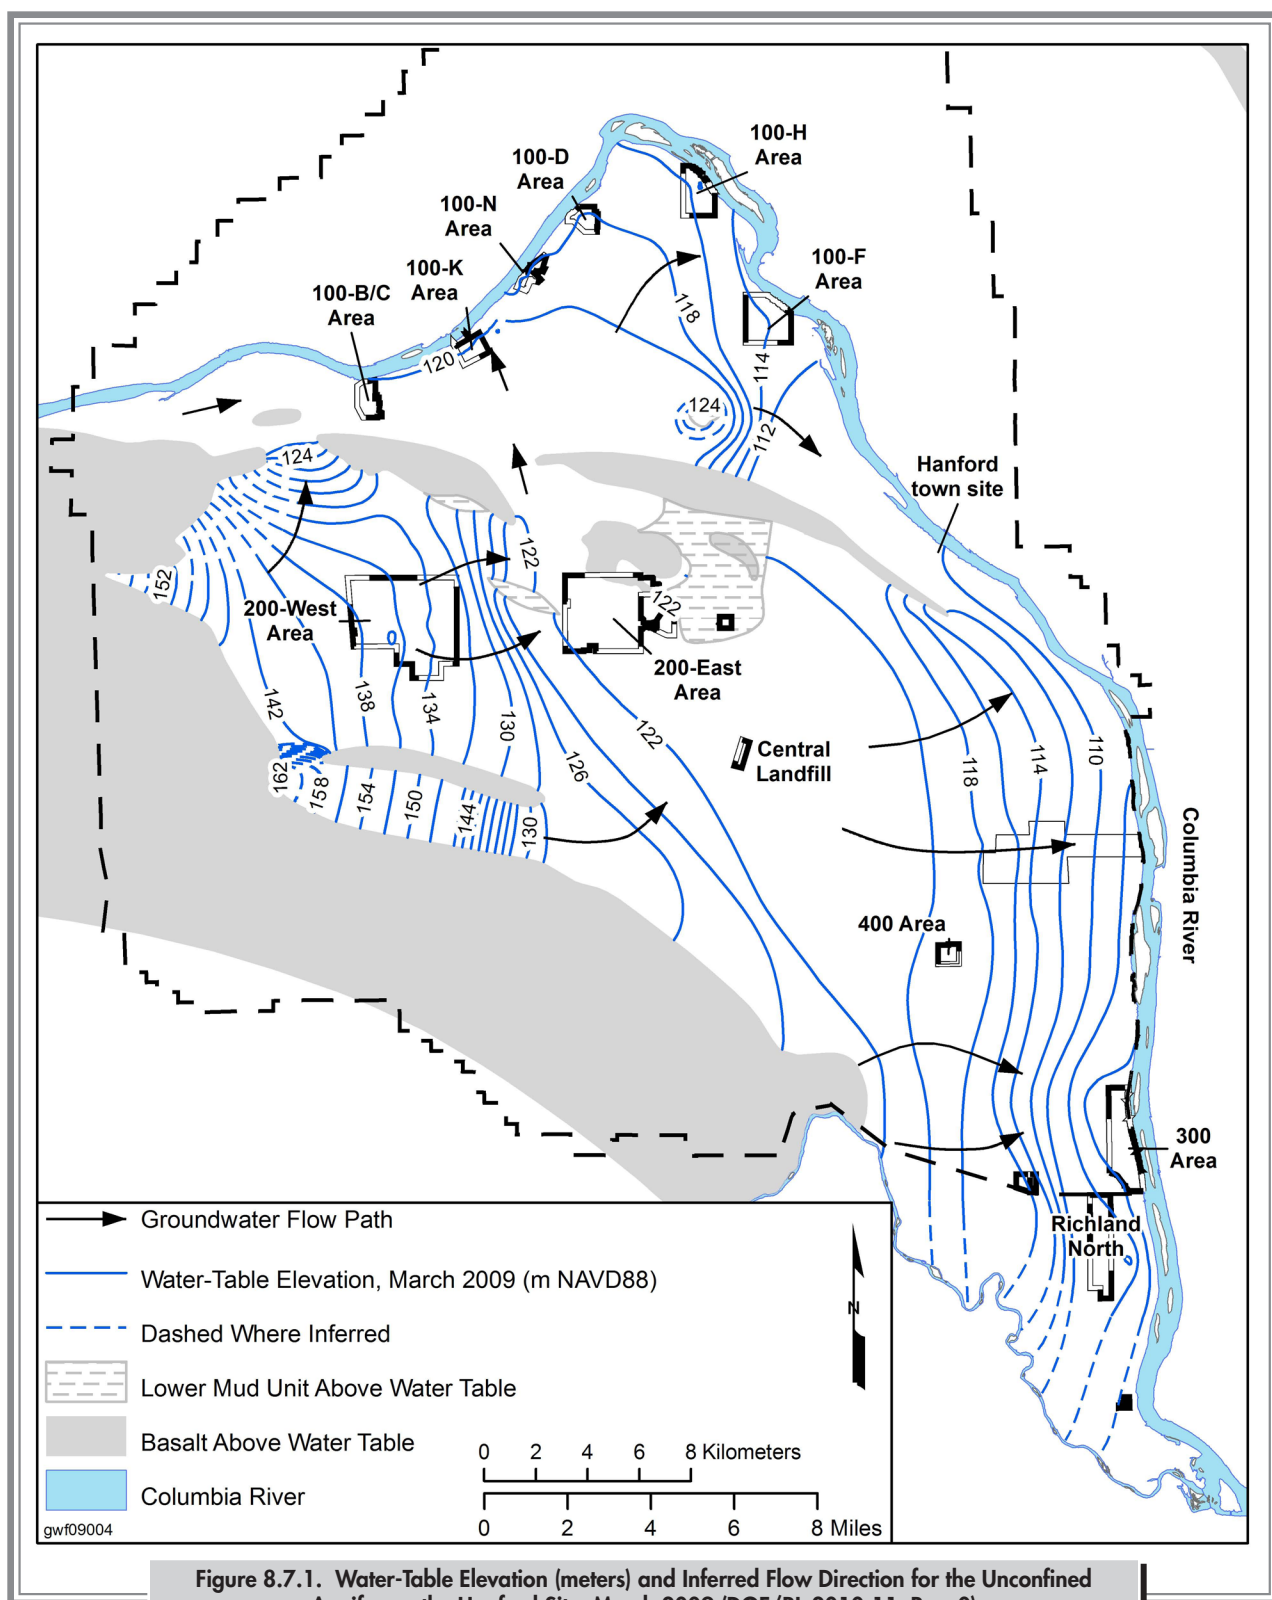 100-H
Area
100-D
Area
100-N
Area
100-F
Area
100-K
Area
100-B/C
Area
118
120
114
124
112
Hanford
town site
124
122
152
122
200-West
Area
200-East
Area
142
138
134
130
122
126
Central
Landfill
118
114
110
162
158
154
150
144
130
Columbia River
400 Area
300
Area
Richland
North
Groundwater Flow Path
Water-Table Elevation, March 2009 (m NAVD88)
Dashed Where Inferred
Lower Mud Unit Above Water Table
Basalt Above Water Table
Columbia River
N
0 2 4 6 8 Kilometers
0 2 4 6 8 Miles
gwf09004
Figure 8.7.1. Water-Table Elevation (meters) and Inferred Flow Direction for the Unconfined